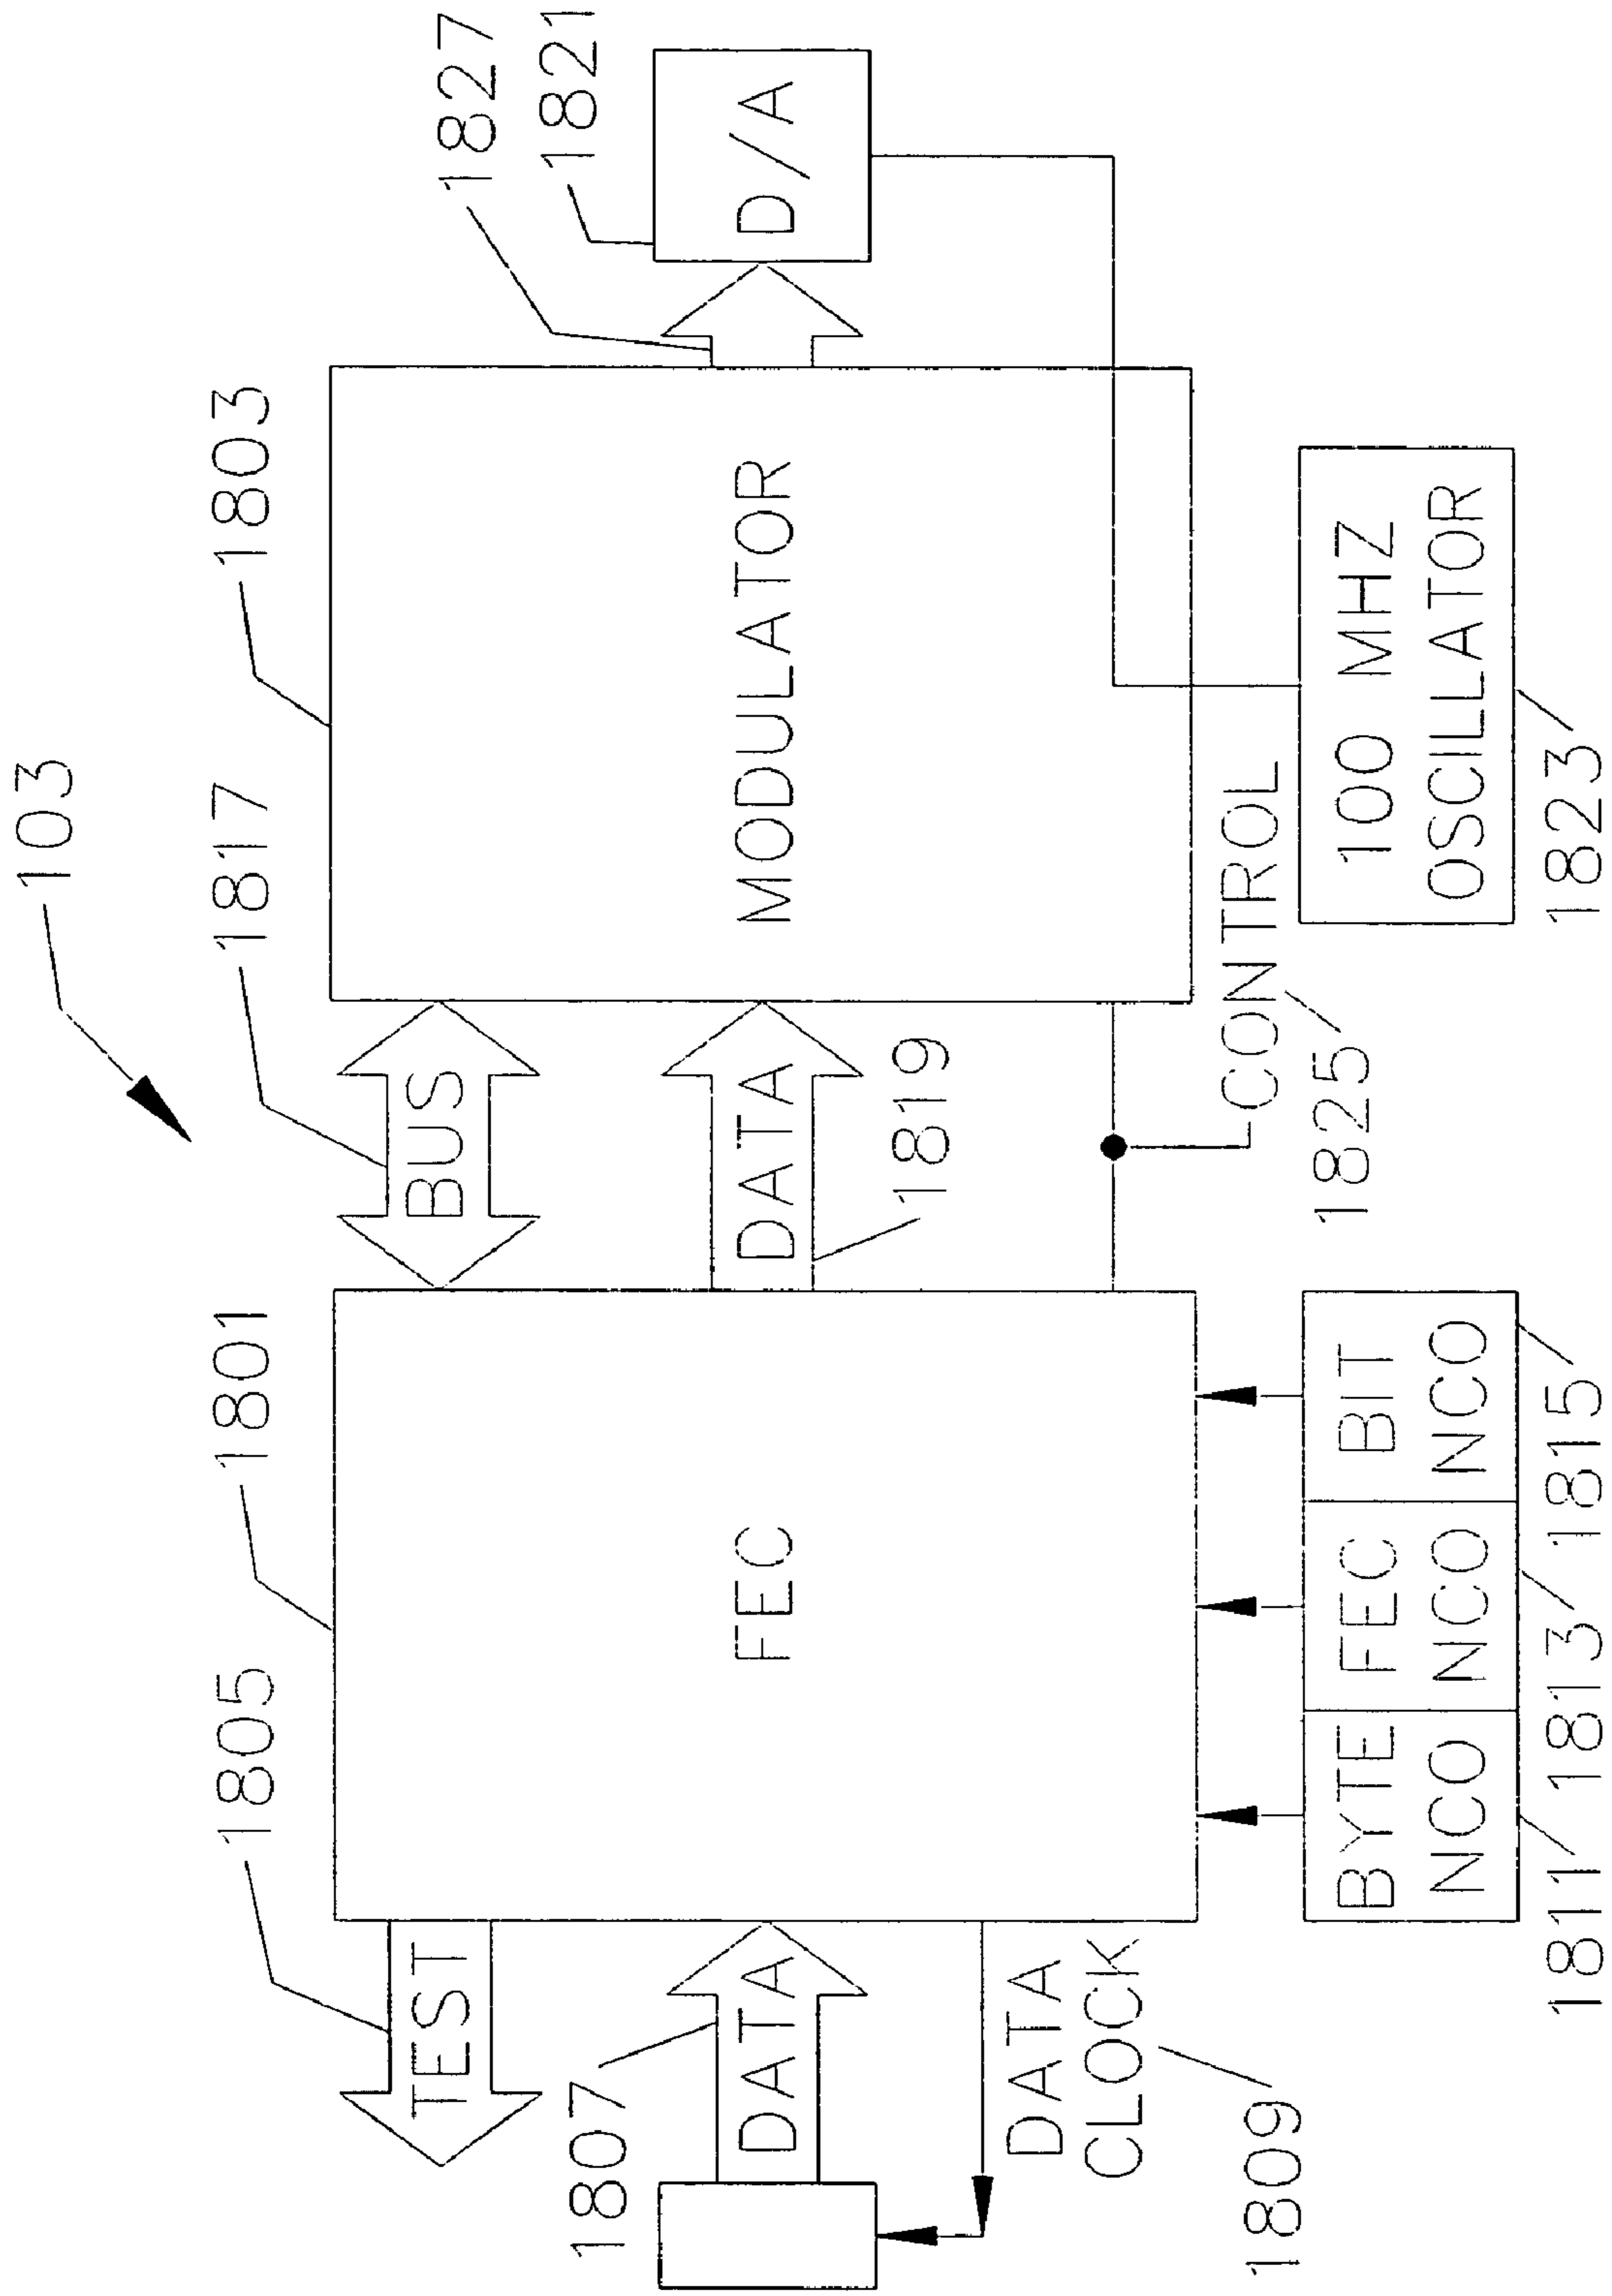 103
1805
1801
1817
1803
1827
1821
TEST
FEC
BUS
MODULATOR
D/A
1807
DATA
DATA
1819
DATA
CLOCK
1809
CONTROL
1825
BYTE
NCO
FEC
NCO
BIT
NCO
1811
1813
1815
100 MHZ
OSCILLATOR
1823